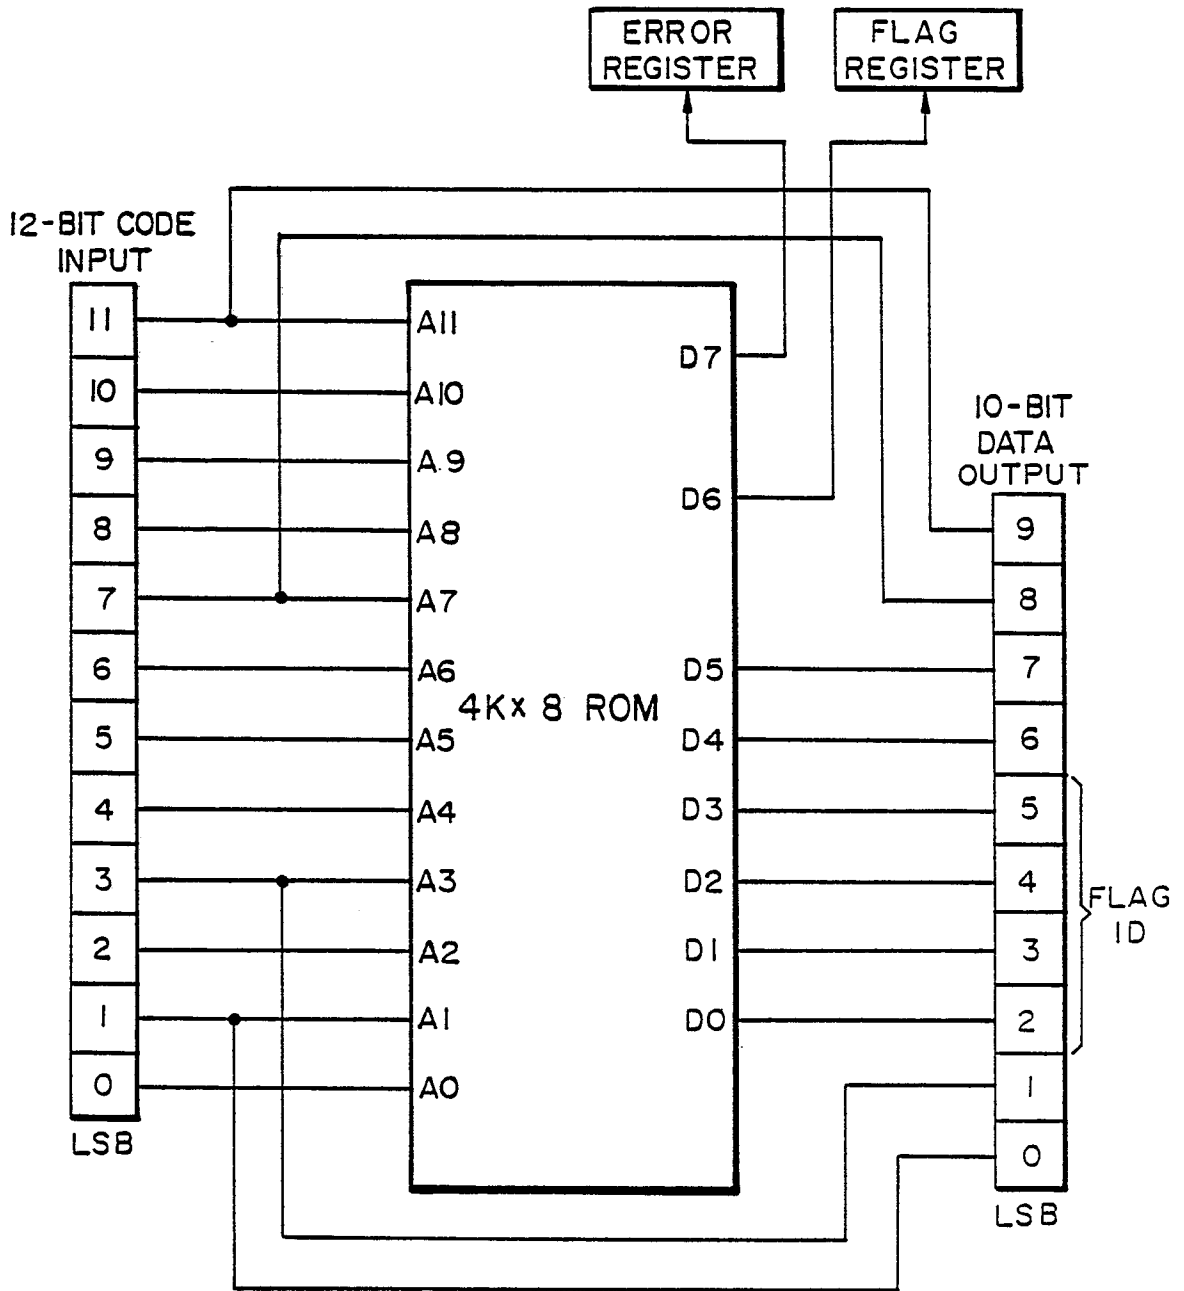 ERROR
REGISTER
FLAG
REGISTER
12-BIT CODE
INPUT
11
10
9
8
7
6
5
4
3
2
1
0
LSB
A11
A10
A.9
A8
A7
A6
A5
A4
A3
A2
A1
A0
4K× 8 ROM
D7
D6
D5
D4
D3
D2
D1
D0
10-BIT
DATA
OUTPUT
9
8
7
6
5
4
3
2
1
0
LSB
FLAG
ID